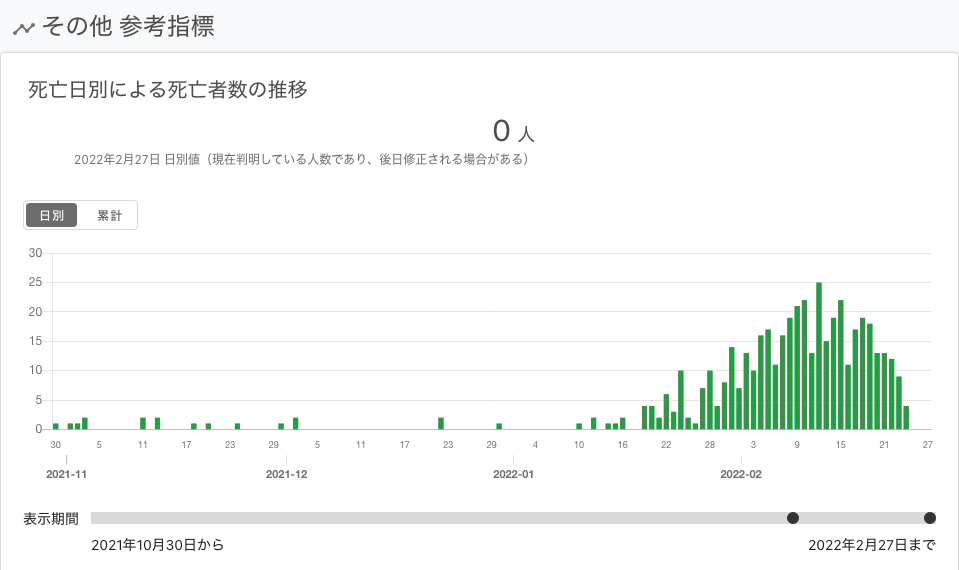 その他 参考指標
死亡日別による死亡者数の推移
0 人
2022年2月27日 日別値（現在判明している人数であり、後日修正される場合がある）
日別 累計
30
25
20
15
10
5
0
30 5 11 17 23 29 5 11 17 23 29 4 10 16 22 28 3 9 15 21 27
2021-11 2021-12 2022-01 2022-02
表示期間
2021年10月30日から 2022年2月27日まで